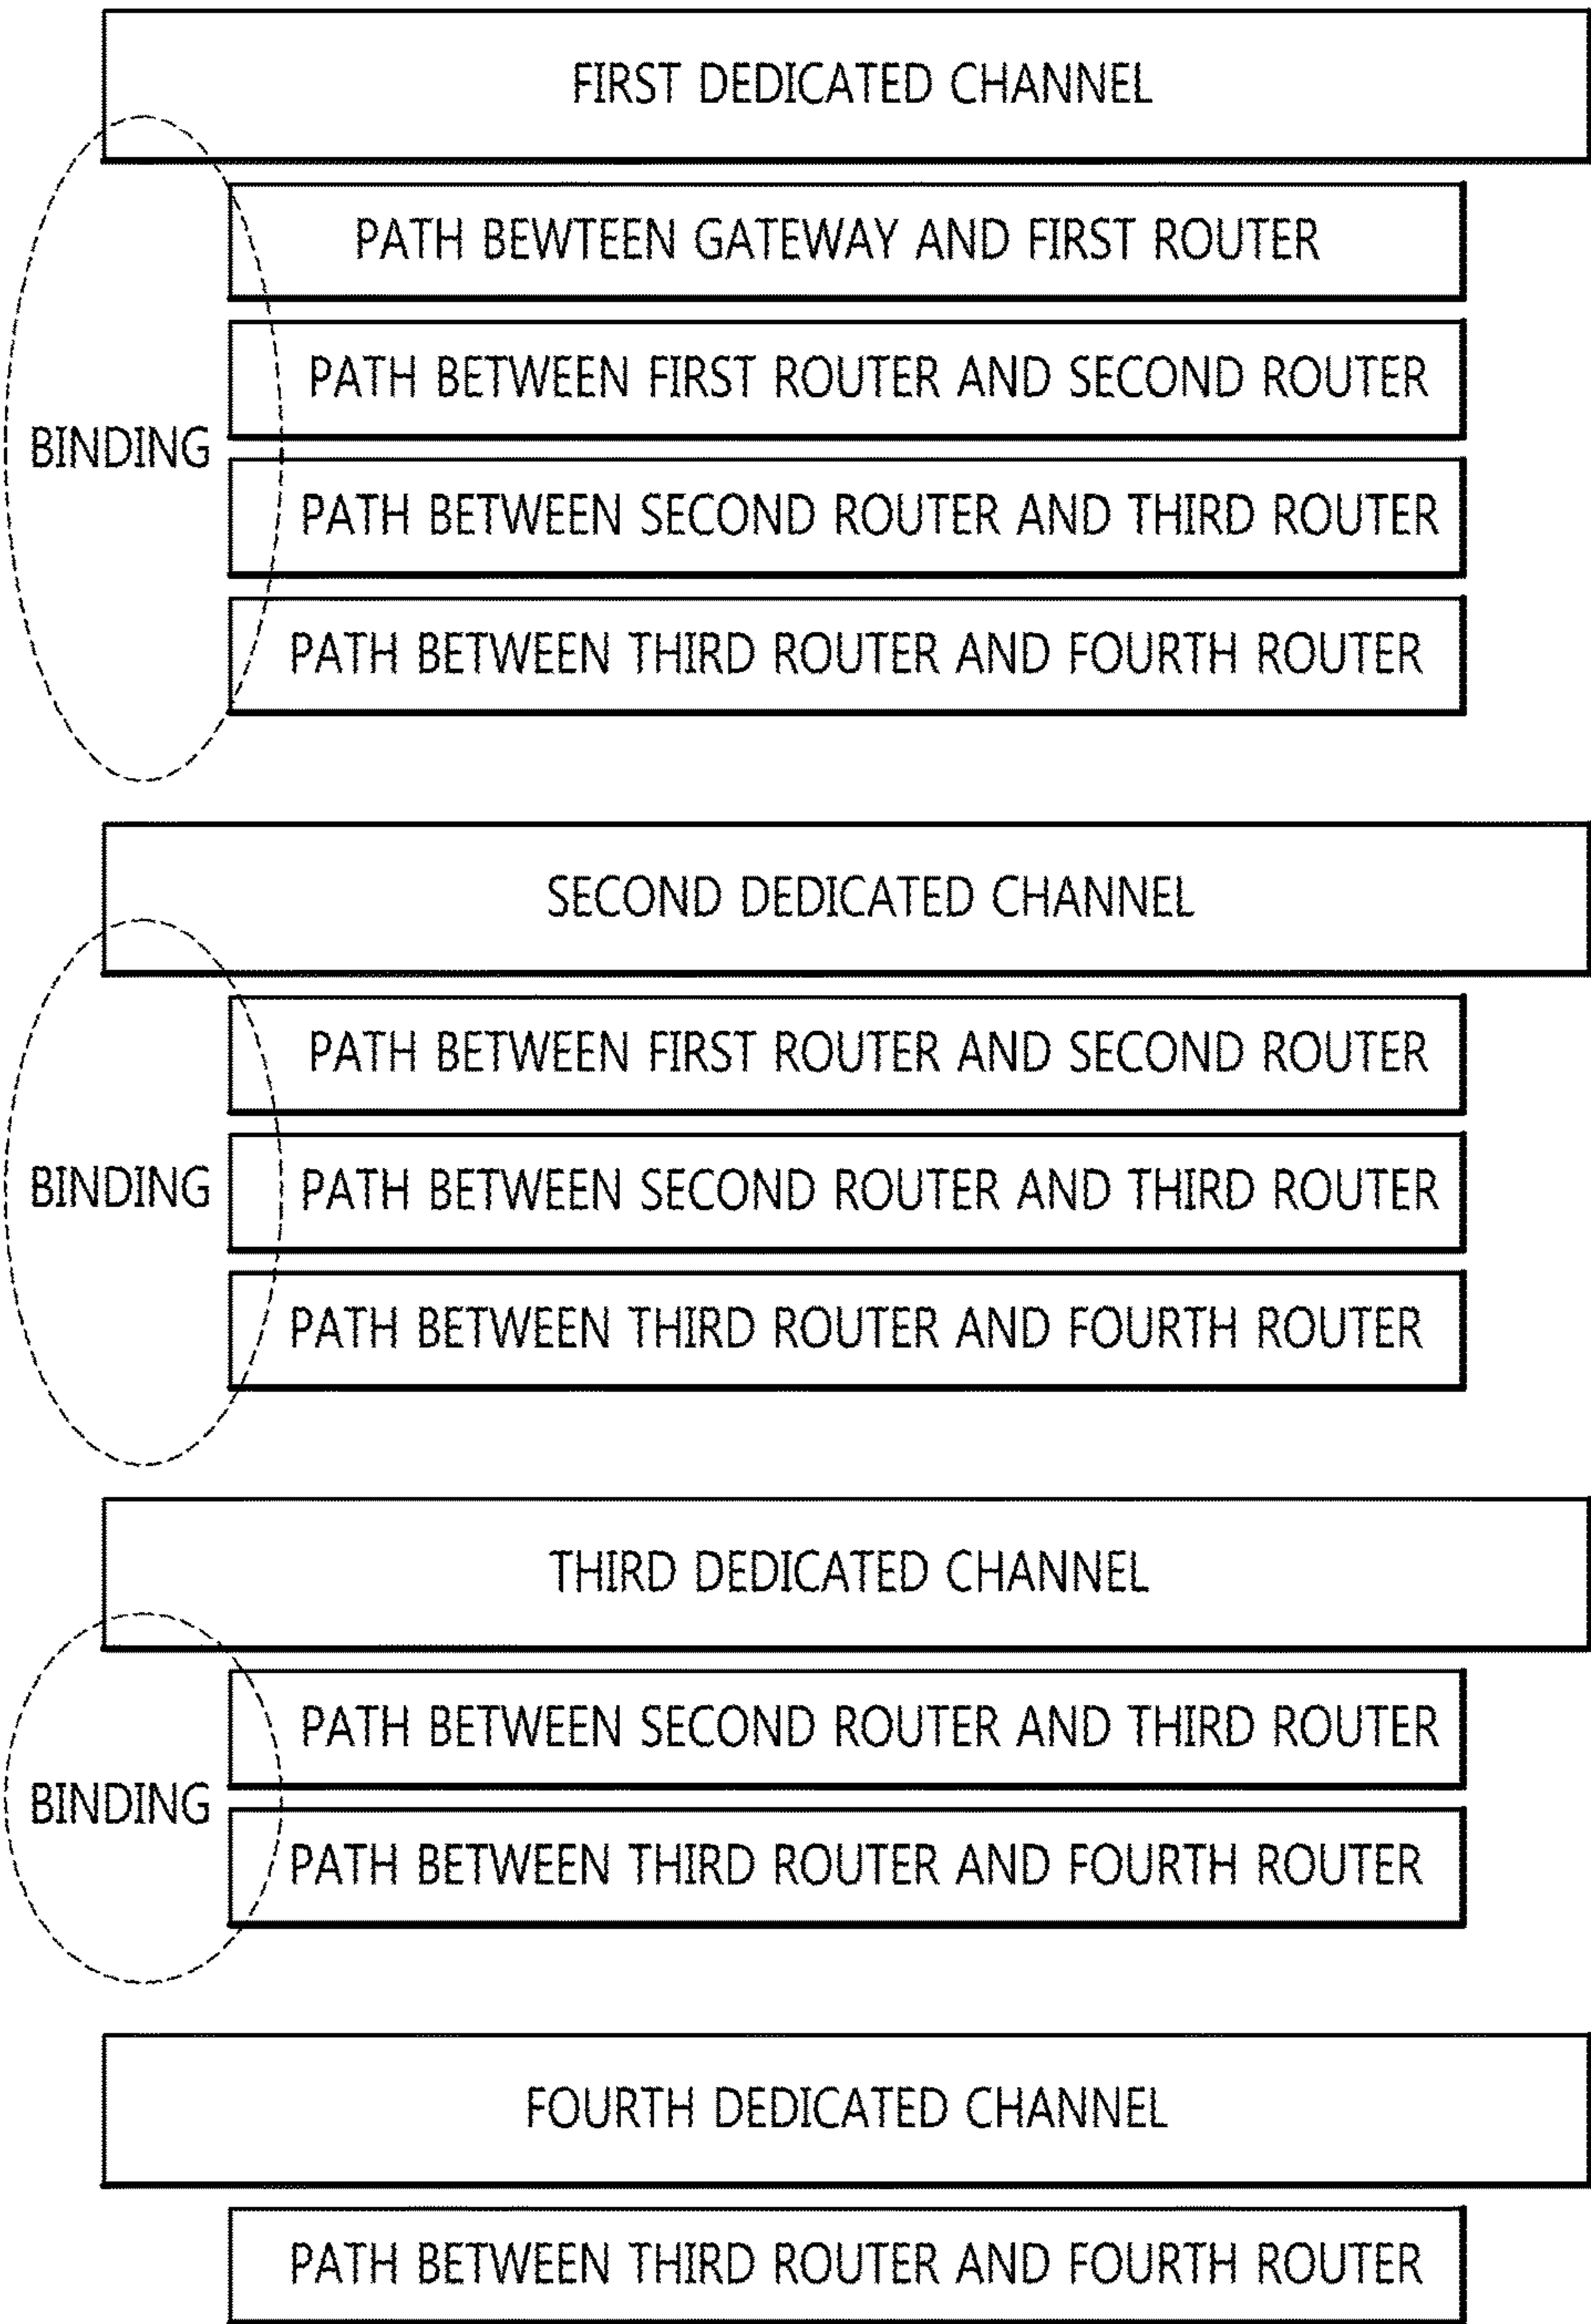 FIRST DEDICATED CHANNEL
PATH BEWTEEN GATEWAY AND FIRST ROUTER
PATH BETWEEN FIRST ROUTER AND SECOND ROUTER
BINDING
PATH BETWEEN SECOND ROUTER AND THIRD ROUTER
PATH BETWEEN THIRD ROUTER AND FOURTH ROUTER
SECOND DEDICATED CHANNEL
PATH BETWEEN FIRST ROUTER AND SECOND ROUTER
BINDING
PATH BETWEEN SECOND ROUTER AND THIRD ROUTER
PATH BETWEEN THIRD ROUTER AND FOURTH ROUTER
THIRD DEDICATED CHANNEL
PATH BETWEEN SECOND ROUTER AND THIRD ROUTER
BINDING
PATH BETWEEN THIRD ROUTER AND FOURTH ROUTER
FOURTH DEDICATED CHANNEL
PATH BETWEEN THIRD ROUTER AND FOURTH ROUTER